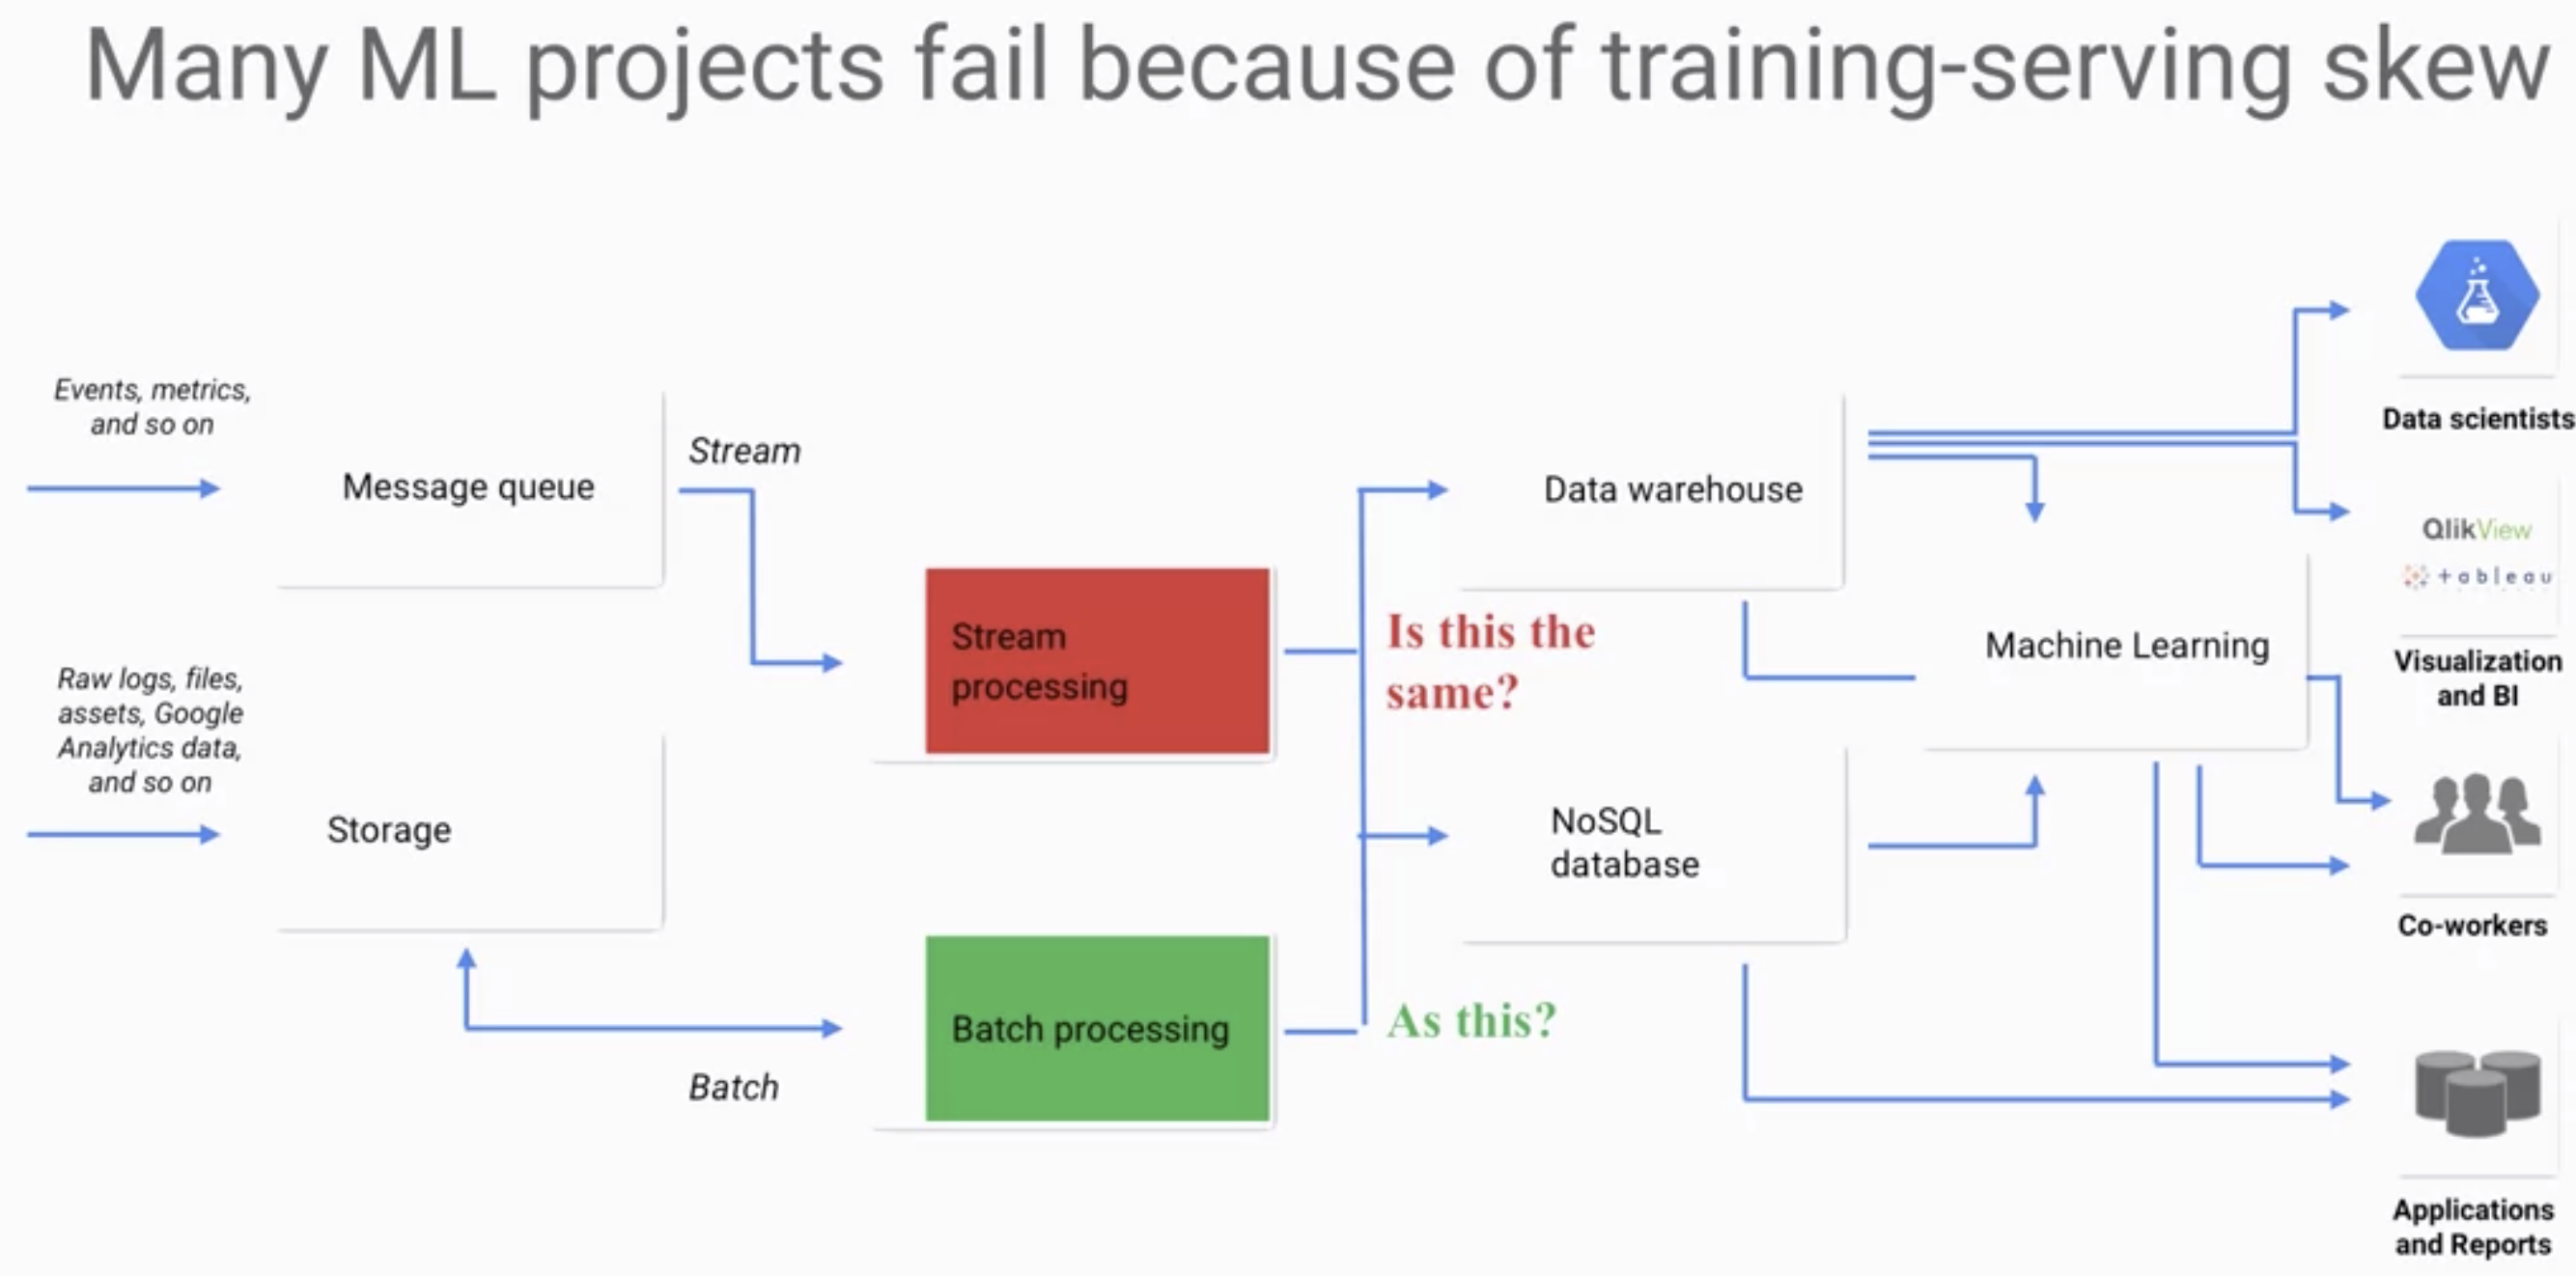 Many ML projects fail because of training-serving skew
Events, metrics,
and so on
Message queue
Stream
Raw logs, files,
assets, Google
Analytics data,
and so on
Storage
Batch
Stream
processing
Batch processing
Is this the
same?
As this?
Data warehouse
NoSQL
database
Machine Learning
Data scientists
QlikView
+ableau
Visualization
and BI
Co-workers
Applications
and Reports